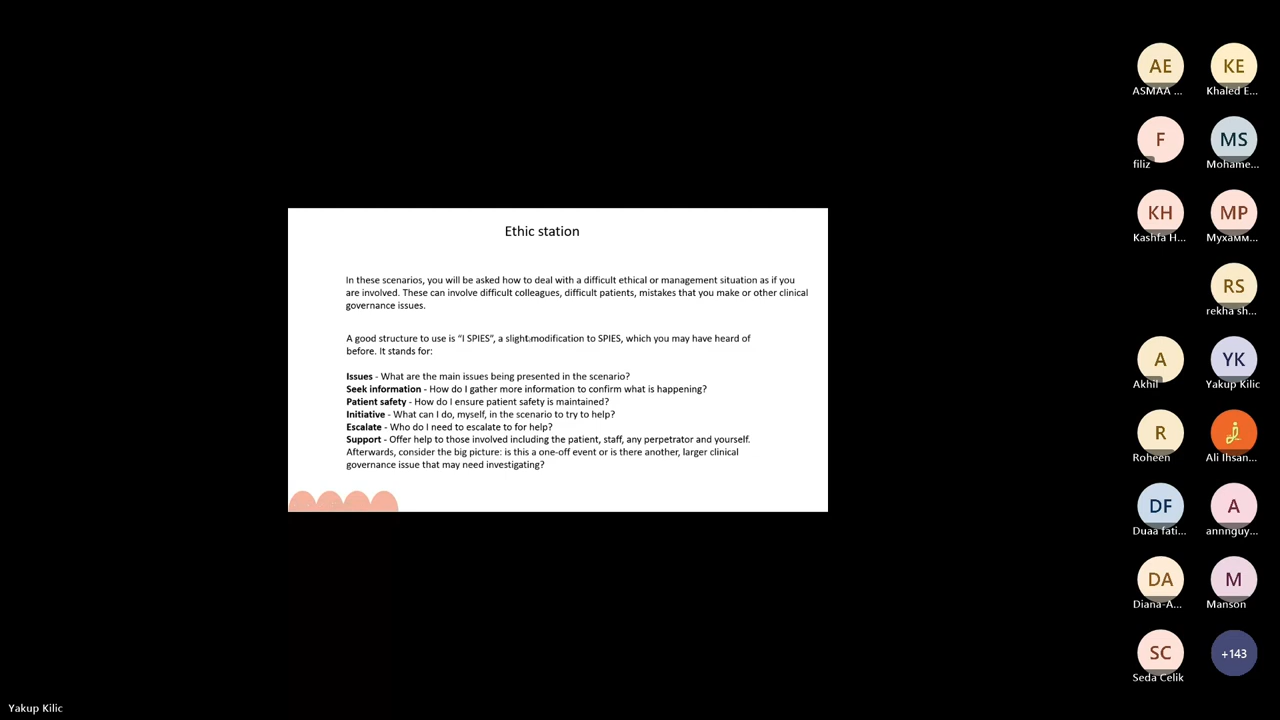 Ethic station
In these scenarios, you will be asked how to deal with a difficult ethical or management situation as if you
are involved. These can involve difficult colleagues, difficult patients, mistakes that you make or other clinical
governance issues.
A good structure to use is “I SPIES”, a slight modification to SPIES, which you may have heard of
before. It stands for:
Issues - What are the main issues being presented in the scenario?
Seek information - How do I gather more information to confirm what is happening?
Patient safety - How do I ensure patient safety is maintained?
Initiative - What can I do, myself, in the scenario to try to help?
Escalate - Who do I need to escalate to for help?
Support - Offer help to those involved including the patient, staff, any perpetrator and yourself.
Afterwards, consider the big picture: is this a one-off event or is there another, larger clinical
governance issue that may need investigating?
AE KE
ASMAA ... Khaled E...
F MS
filiz Mohame...
KH MP
Kashfa H... Мухамм...
RS
rekha sh...
A YK
Akhil Yakup Kilic
R
Roheen Ali Ihsan...
DF A
Duaa fati... annnguy...
DA M
Diana-A... Manson
SC +143
Seda Celik
Yakup Kilic